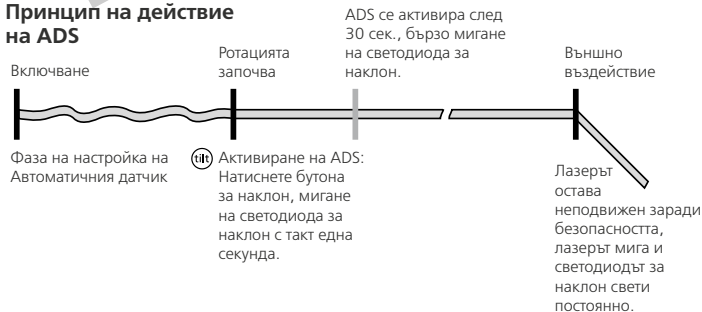 Принцип на действие
на ADS
Включване
Ротацията
започва
ADS се активира след
30 сек., бързо мигане
на светодиода за
наклон.
Външно
въздействие
Фаза на настройка на
Автоматичния датчик
tilt
Активиране на ADS:
Натиснете бутона
за наклон, мигане
на светодиода за
наклон с такт една
секунда.
Лазерът
остава
неподвижен заради
безопасността,
лазерът мига и
светодиодът за
наклон свети
постоянно.